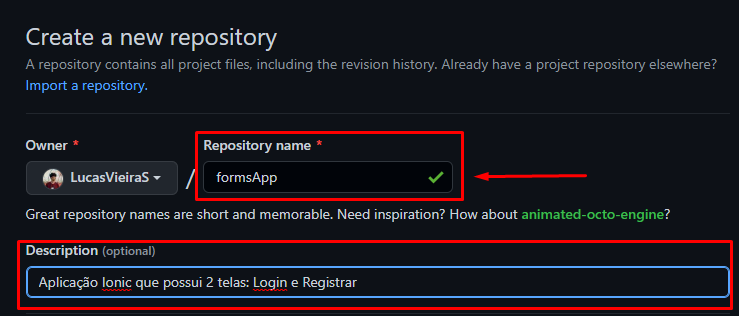 Create a new repository
A repository contains all project files, including the revision history. Already have a project repository elsewhere?
Import a repository.
Owner * Repository name *
LucasVieiraS / formsApp
Great repository names are short and memorable. Need inspiration? How about animated-octo-engine?
Description (optional)
Aplicação Ionic que possui 2 telas: Login e Registrar